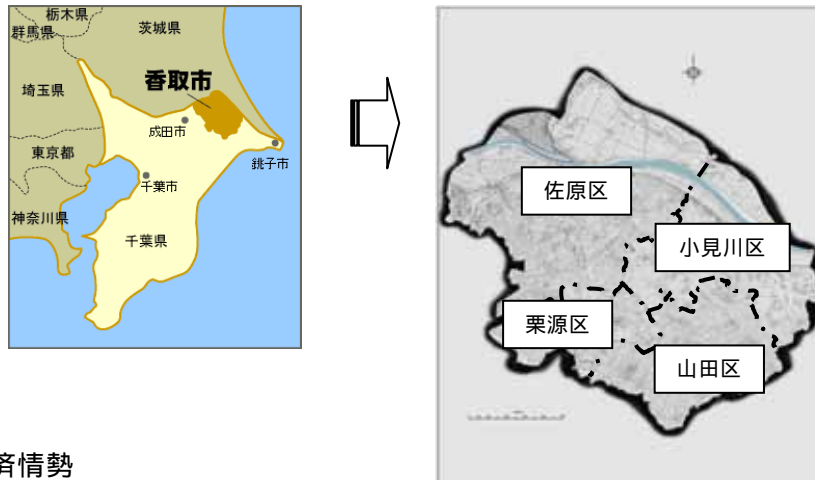 栃木県
群馬県
茨城県
埼玉県
香取市
成田市
東京都
銚子市
千葉市
神奈川県
千葉県
佐原区
小見川区
栗源区
山田区
済情勢